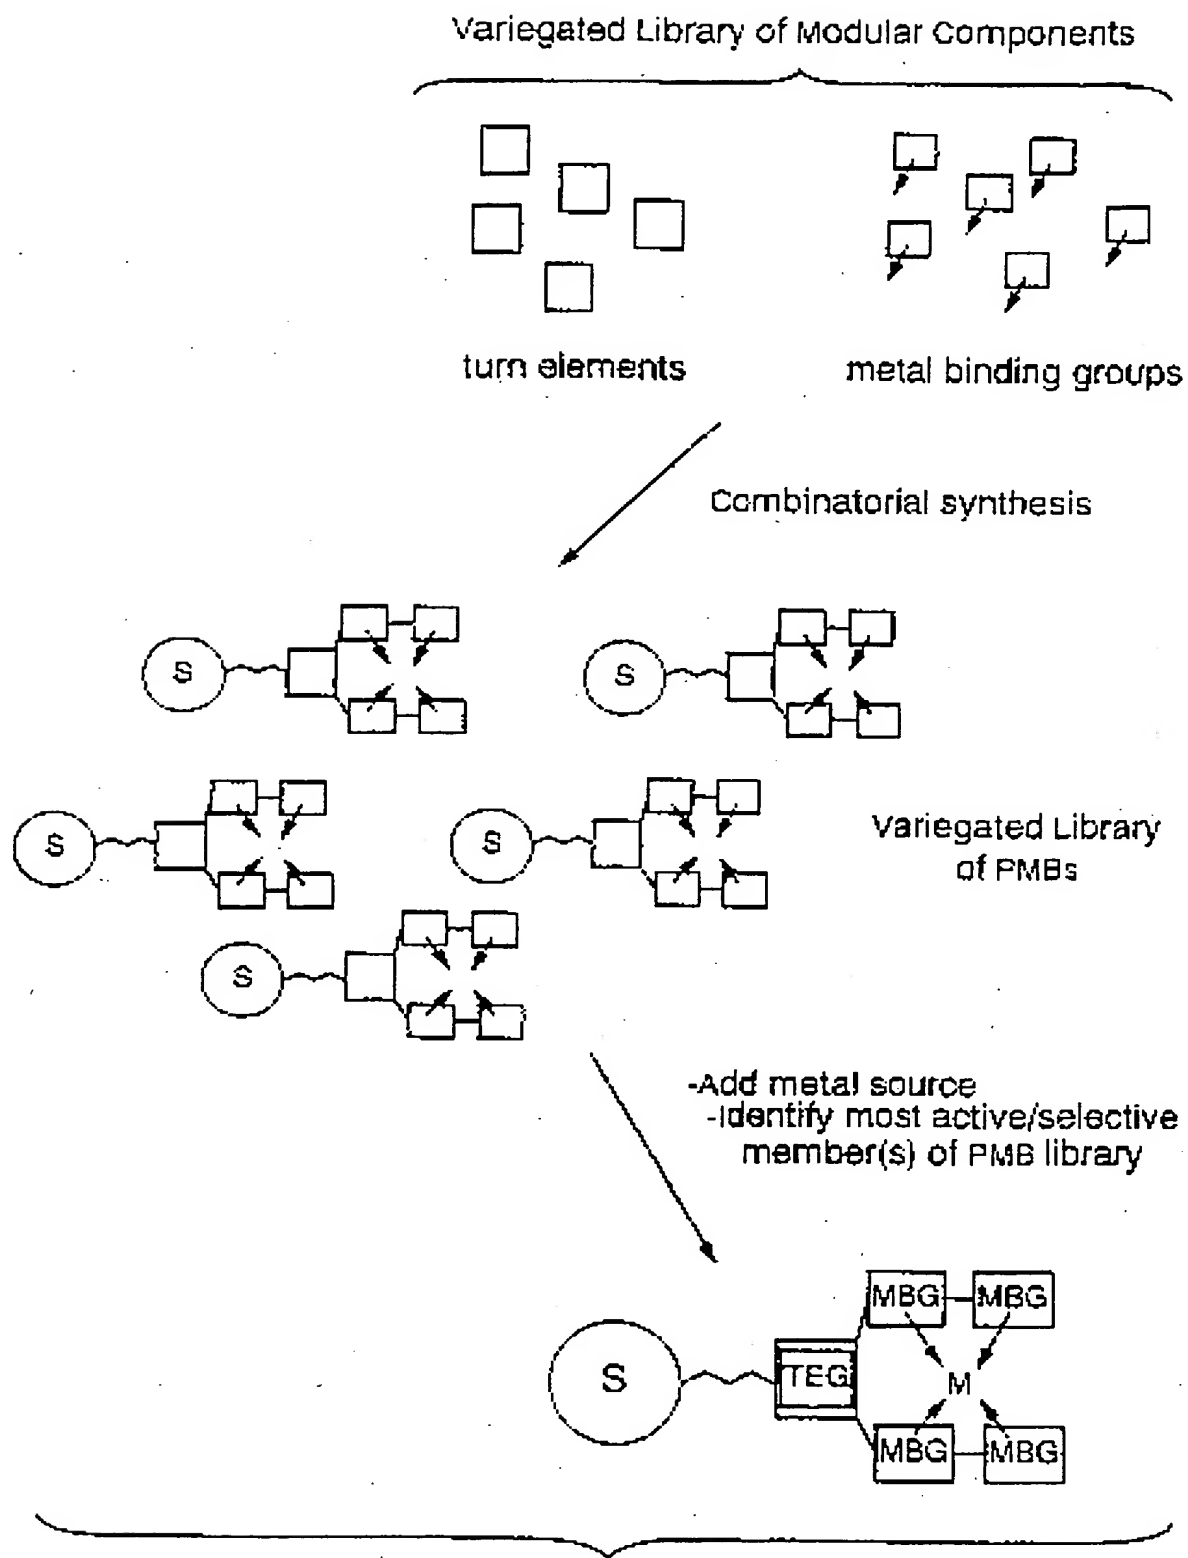 Variegated Library of Modular Components
turn elements
metal binding groups
Combinatorial synthesis
S
S
S
S
Variegated Library
of PMBs
S
-Add metal source
-Identify most active/selective
member(s) of PMB library
MBG MBG
S
TEG
M
MBG MBG